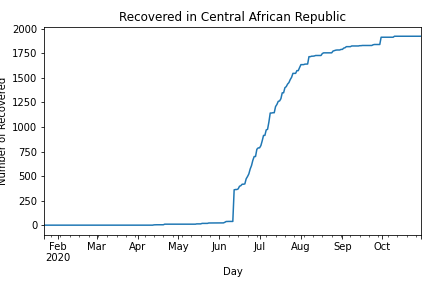 Recovered in Central African Republic
Number of Recovered
2000
1750
1500
1250
1000
750
500
250
0
Feb Mar Apr May Jun Jul Aug Sep Oct
2020
Day